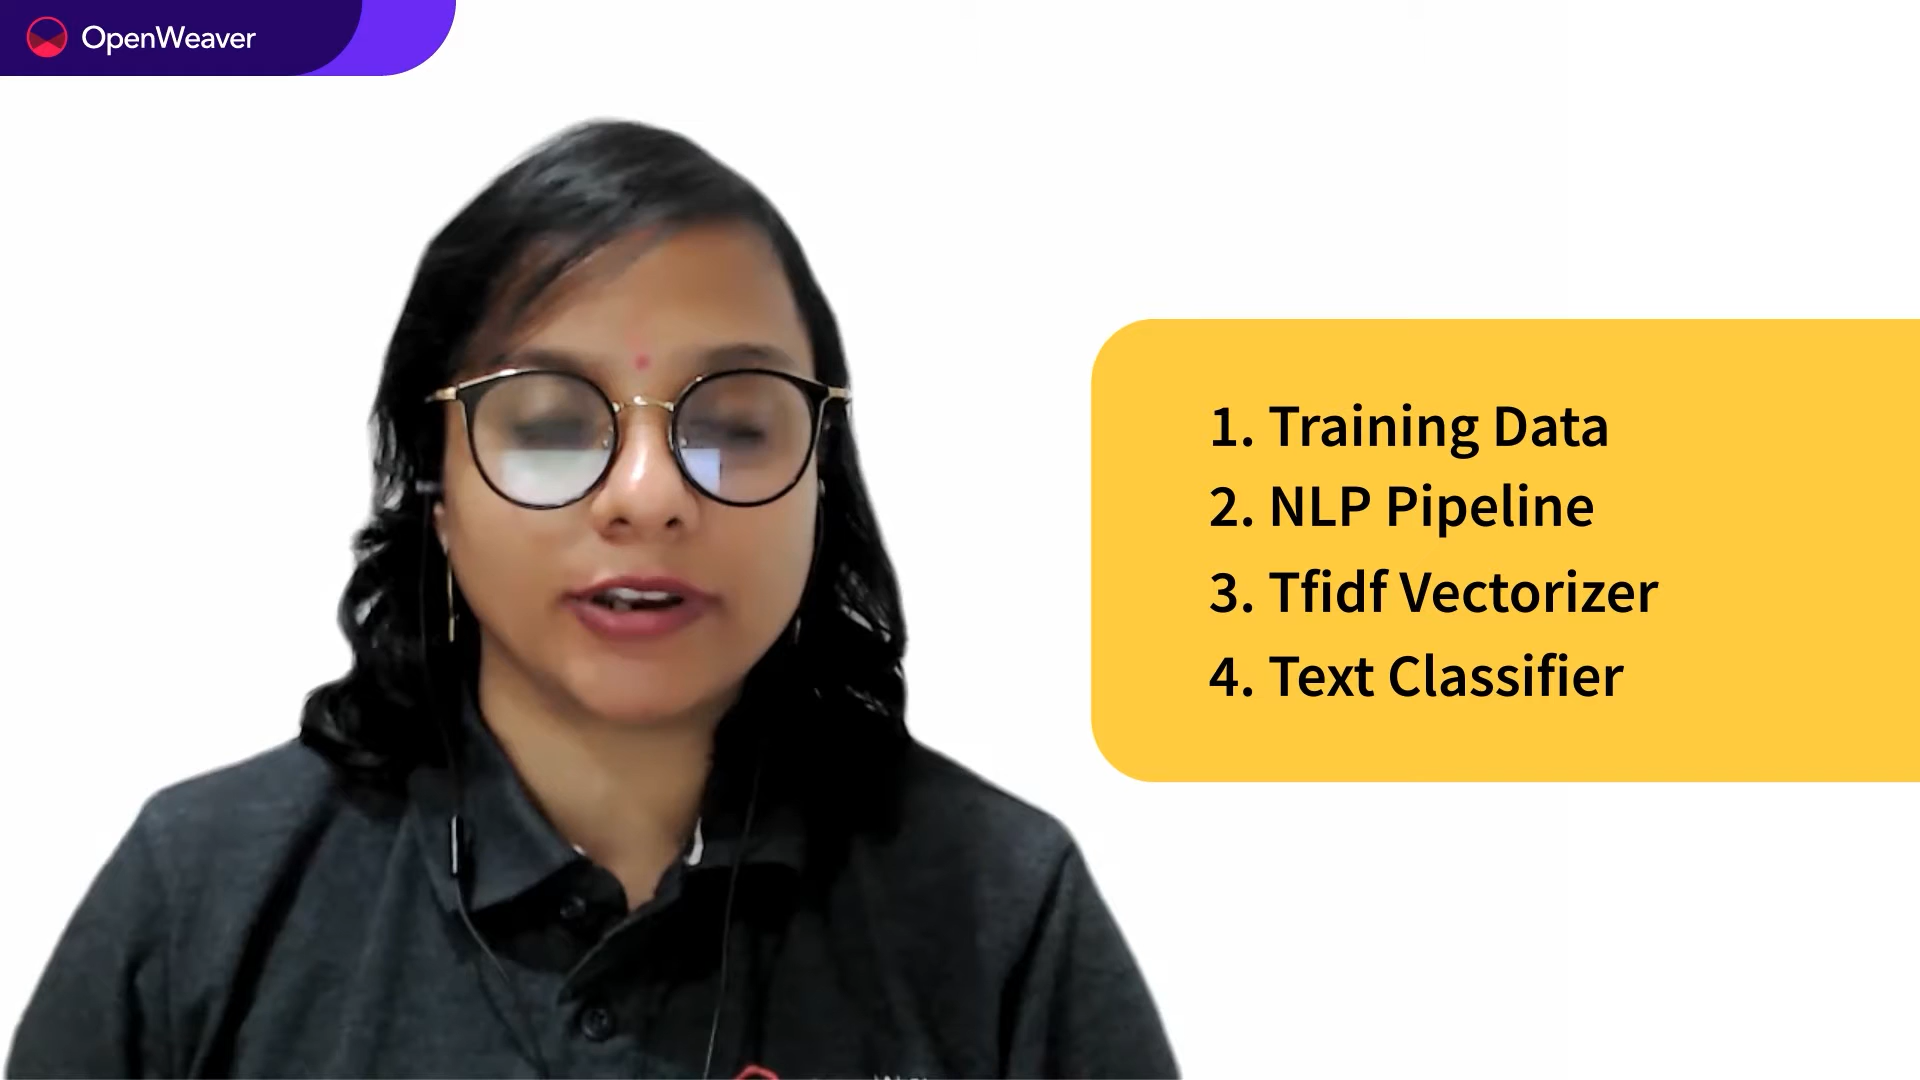 OpenWeaver
1. Training Data
2. NLP Pipeline
3. Tfidf Vectorizer
4. Text Classifier